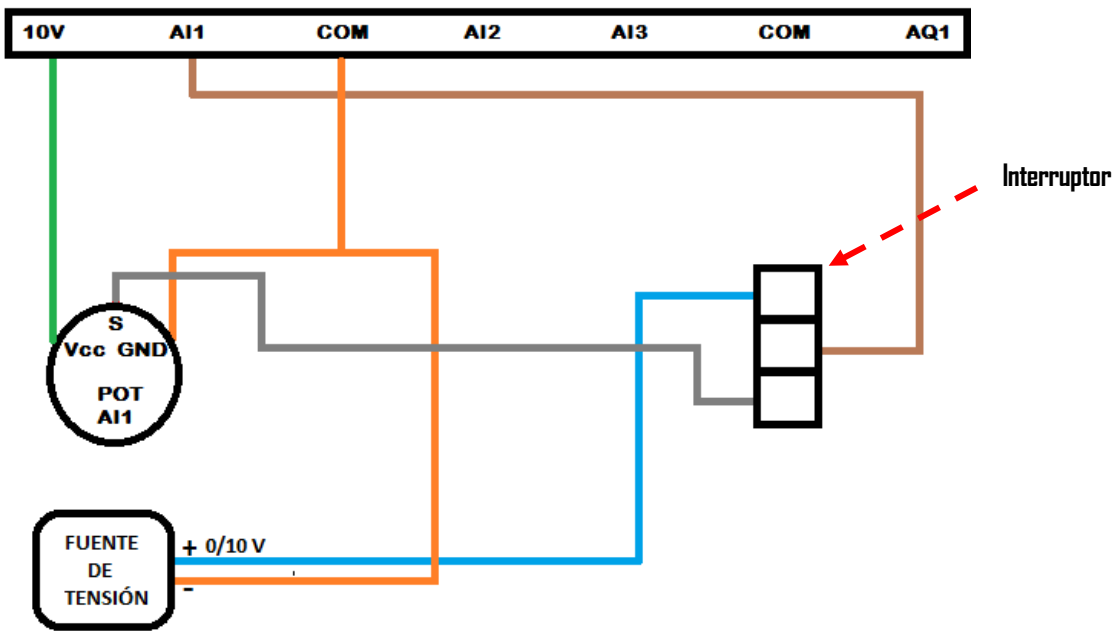 10V AI1 COM AI2 AI3 COM AQ1
Interruptor
S
Vcc GND
POT
AI1
FUENTE
DE
TENSIÓN
+ 0/10 V
-